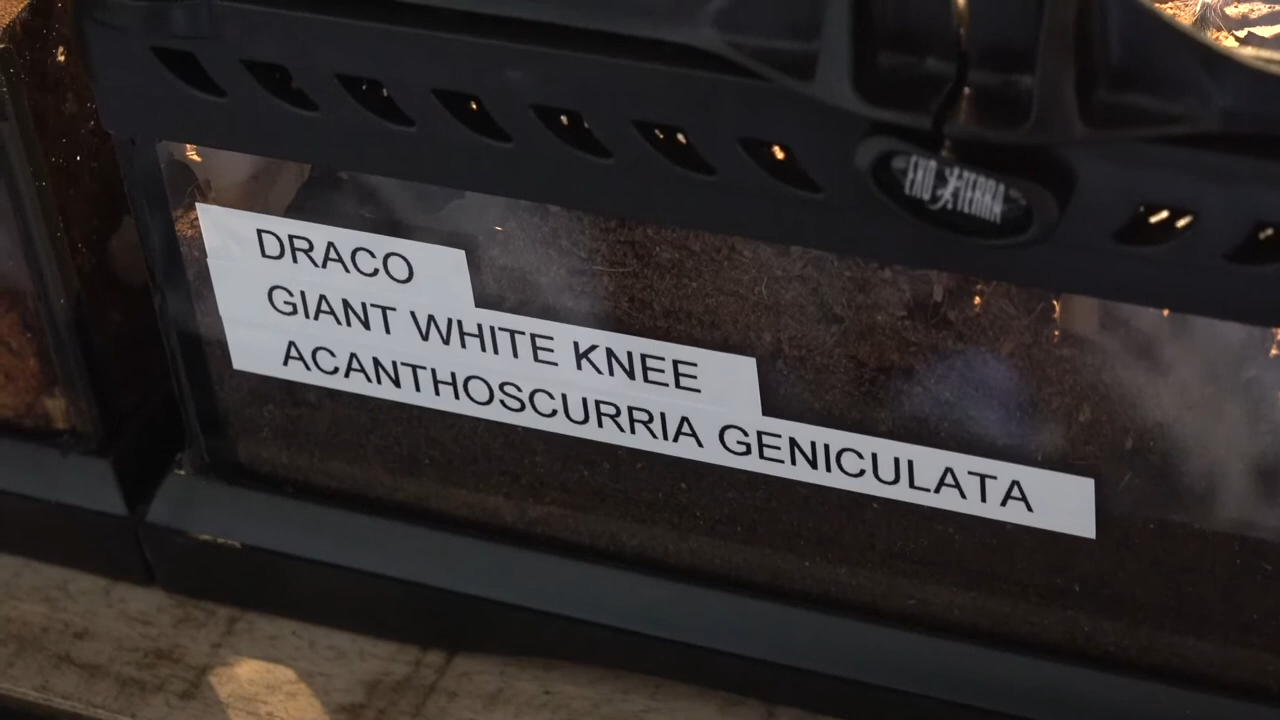 EXO TERRA
DRACO
GIANT WHITE KNEE
ACANTHOSCURRIA GENICULATA